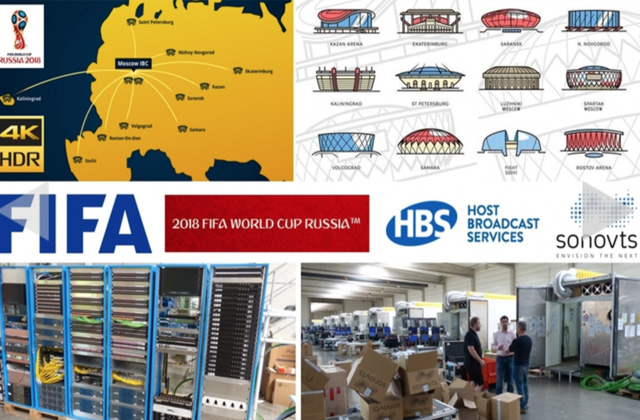 FIFA WORLD CUP
RUSSIA 2018
Saint Petersburg
Nizhny Novgorod
Moscow IBC
Ekaterinburg
Kaliningrad
Kazan
Saransk
Volgograd
Samara
Rostov-On-Don
Sochi
4K
HDR
KAZAN ARENA
EKATERINBURG
SARANSK
N. NOVGOROD
KALININGRAD
ST PETERSBURG
LUZHNIKI
MOSCOW
SPARTAK
MOSCOW
VOLGOGRAD
SAMARA
FISHT
SOCHI
ROSTOV ARENA
FIFA
2018 FIFA WORLD CUP RUSSIA™
HBS
HOST
BROADCAST
SERVICES
sonovts
ENVISION THE NEXT